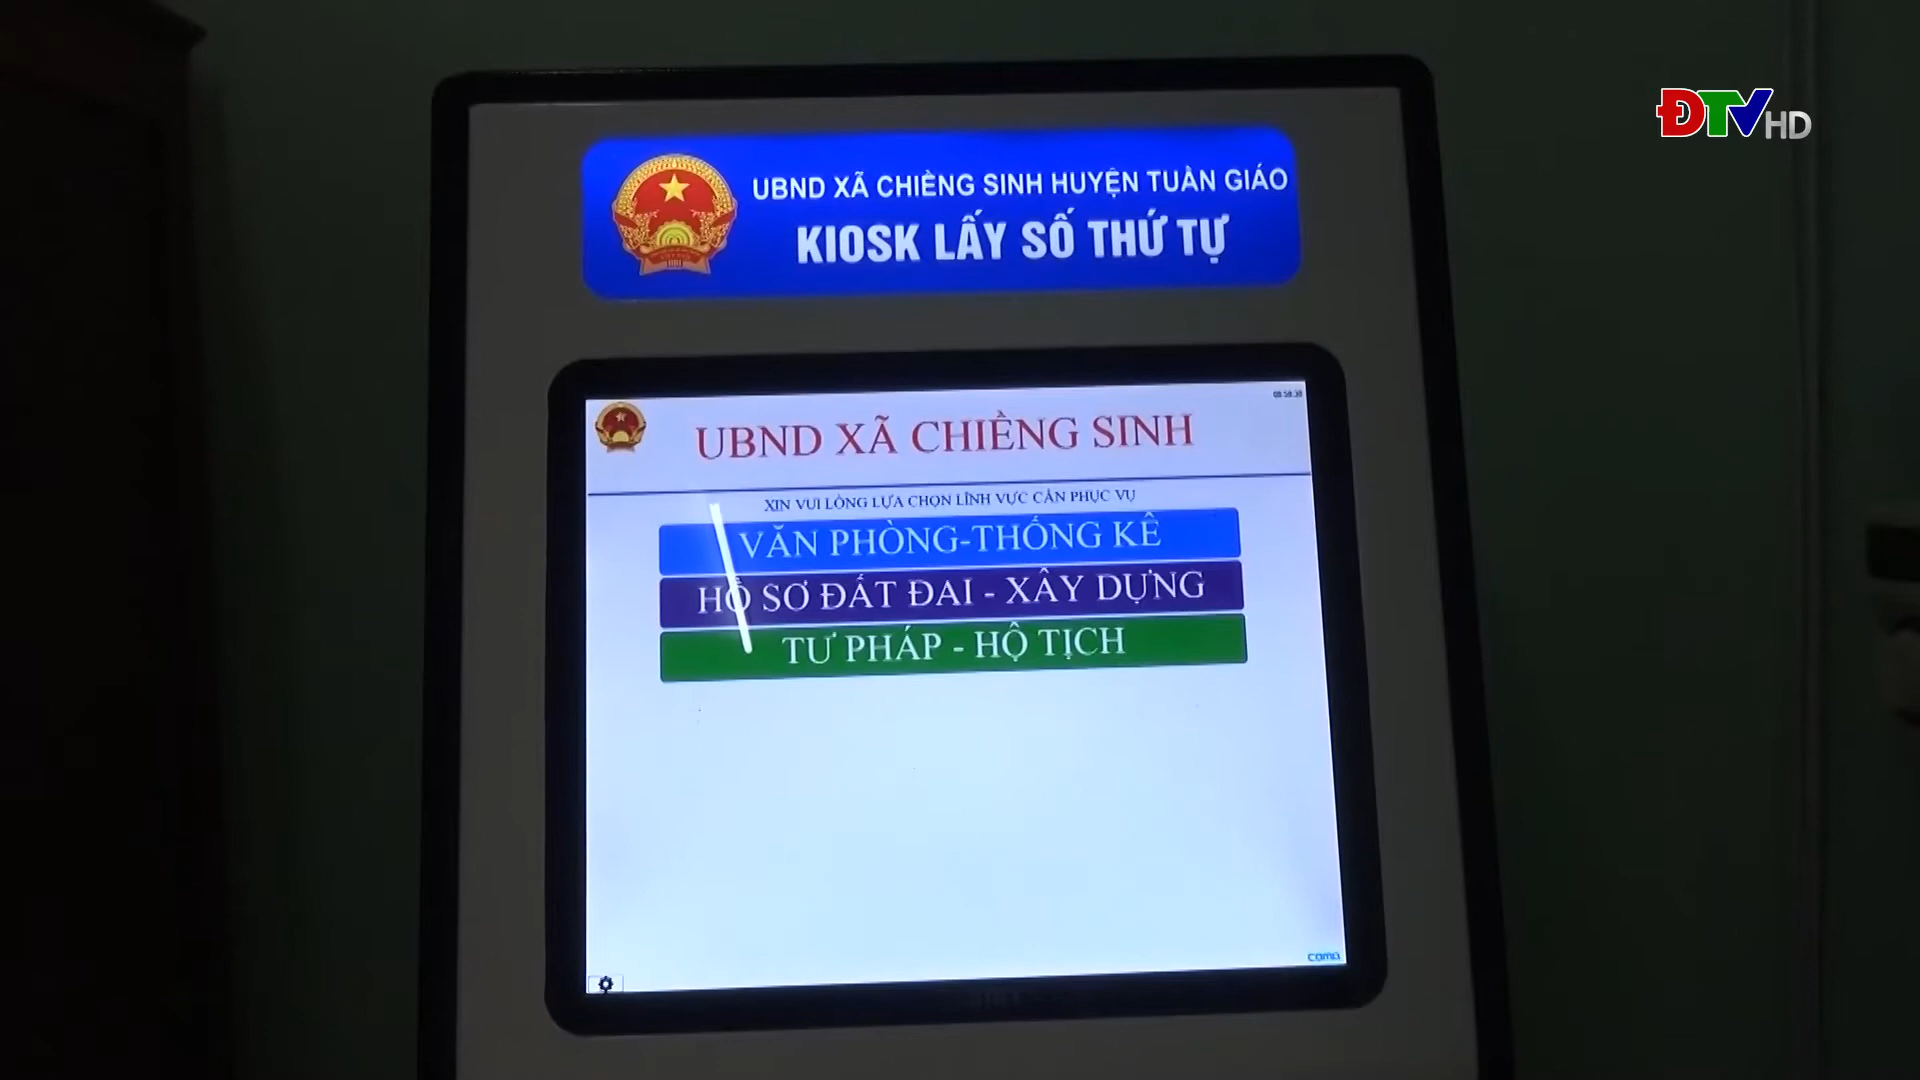 ĐTV HD
UBND XÃ CHIỀNG SINH HUYỆN TUẦN GIÁO
KIOSK LẤY SỐ THỨ TỰ
UBND XÃ CHIỀNG SINH
XIN VUI LÒNG LỰA CHỌN LĨNH VỰC CẦN PHỤC VỤ
VĂN PHÒNG-THỐNG KÊ
HỒ SƠ ĐẤT ĐAI - XÂY DỰNG
TƯ PHÁP - HỘ TỊCH